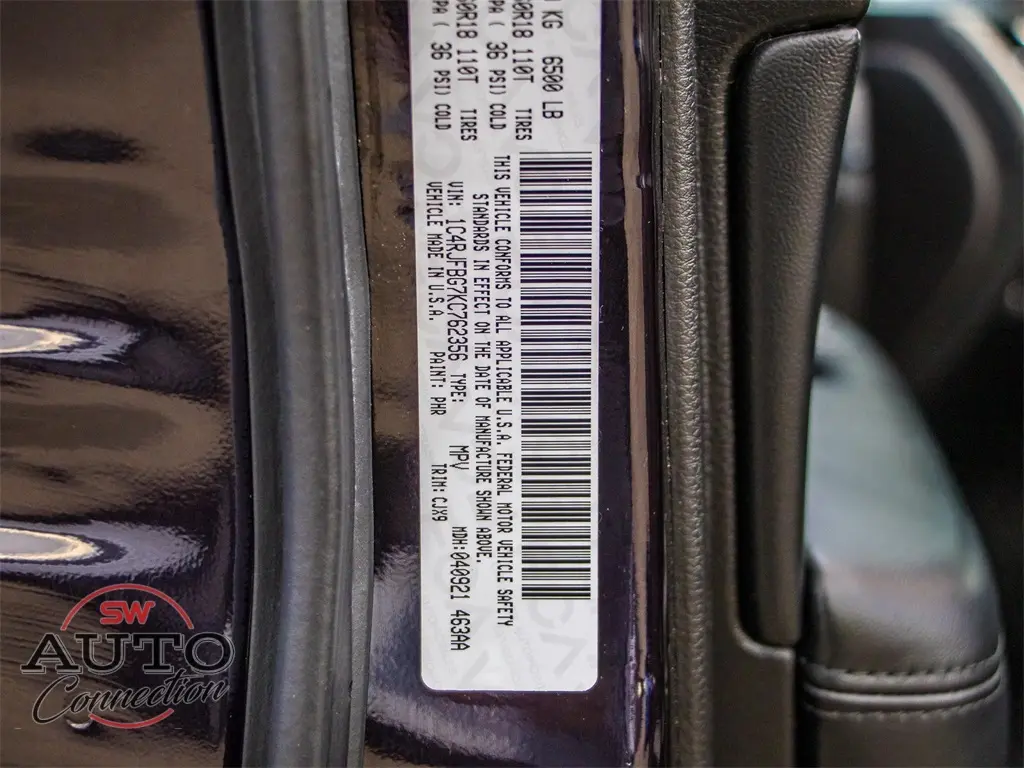 ) KG 6500 LB
50R18 110T TIRES
PA ( 36 PSI) COLD
50R18 110T TIRES
PA ( 36 PSI) COLD
THIS VEHICLE CONFORMS TO ALL APPLICABLE U.S.A. FEDERAL MOTOR VEHICLE SAFETY
STANDARDS IN EFFECT ON THE DATE OF MANUFACTURE SHOWN ABOVE.
VIN: 1C4RJFBG7KC762356 TYPE: MPV MDH:040921 463AA
VEHICLE MADE IN U.S.A. PAINT: PHR TRIM:CJX9
SW
AUTO
Connection